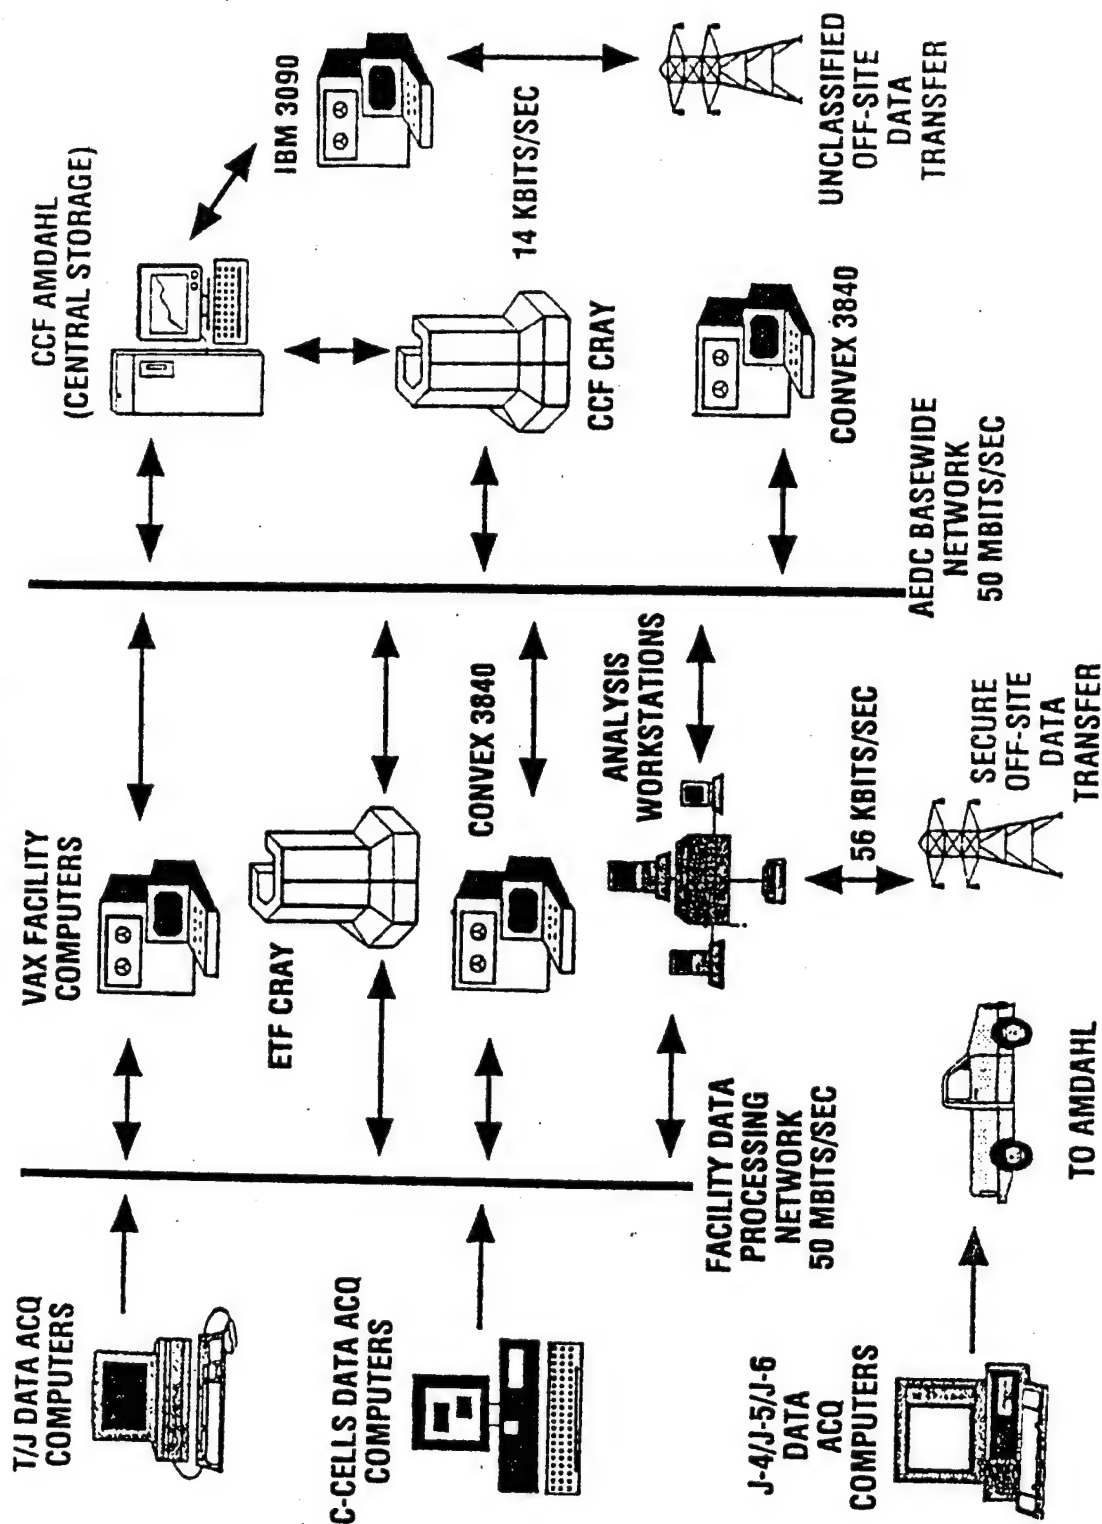 T/J DATA ACQ
COMPUTERS
C-CELLS DATA ACQ
COMPUTERS
J-4/J-5/J-6
DATA
ACQ
COMPUTERS
FACILITY DATA
PROCESSING
NETWORK
50 MBITS/SEC
TO AMDAHL
VAX FACILITY
COMPUTERS
ETF CRAY
CONVEX 3840
ANALYSIS
WORKSTATIONS
56 KBITS/SEC
SECURE
OFF-SITE
DATA
TRANSFER
AEDC BASEWIDE
NETWORK
50 MBITS/SEC
CCF AMDAHL
(CENTRAL STORAGE)
CCF CRAY
CONVEX 3840
IBM 3090
14 KBITS/SEC
UNCLASSIFIED
OFF-SITE
DATA
TRANSFER